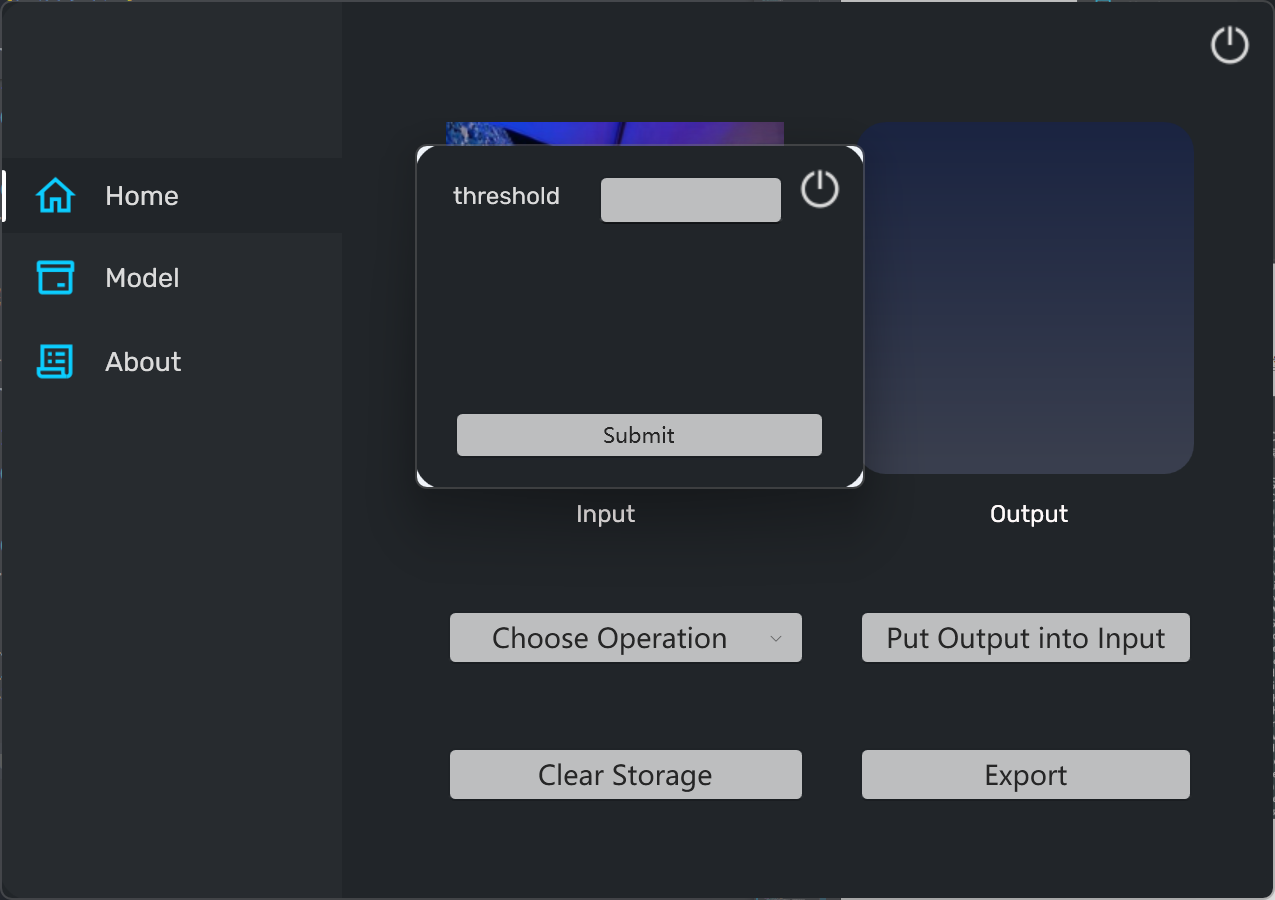 Home
Model
About
threshold
Submit
Input
Output
Choose Operation
Put Output into Input
Clear Storage
Export